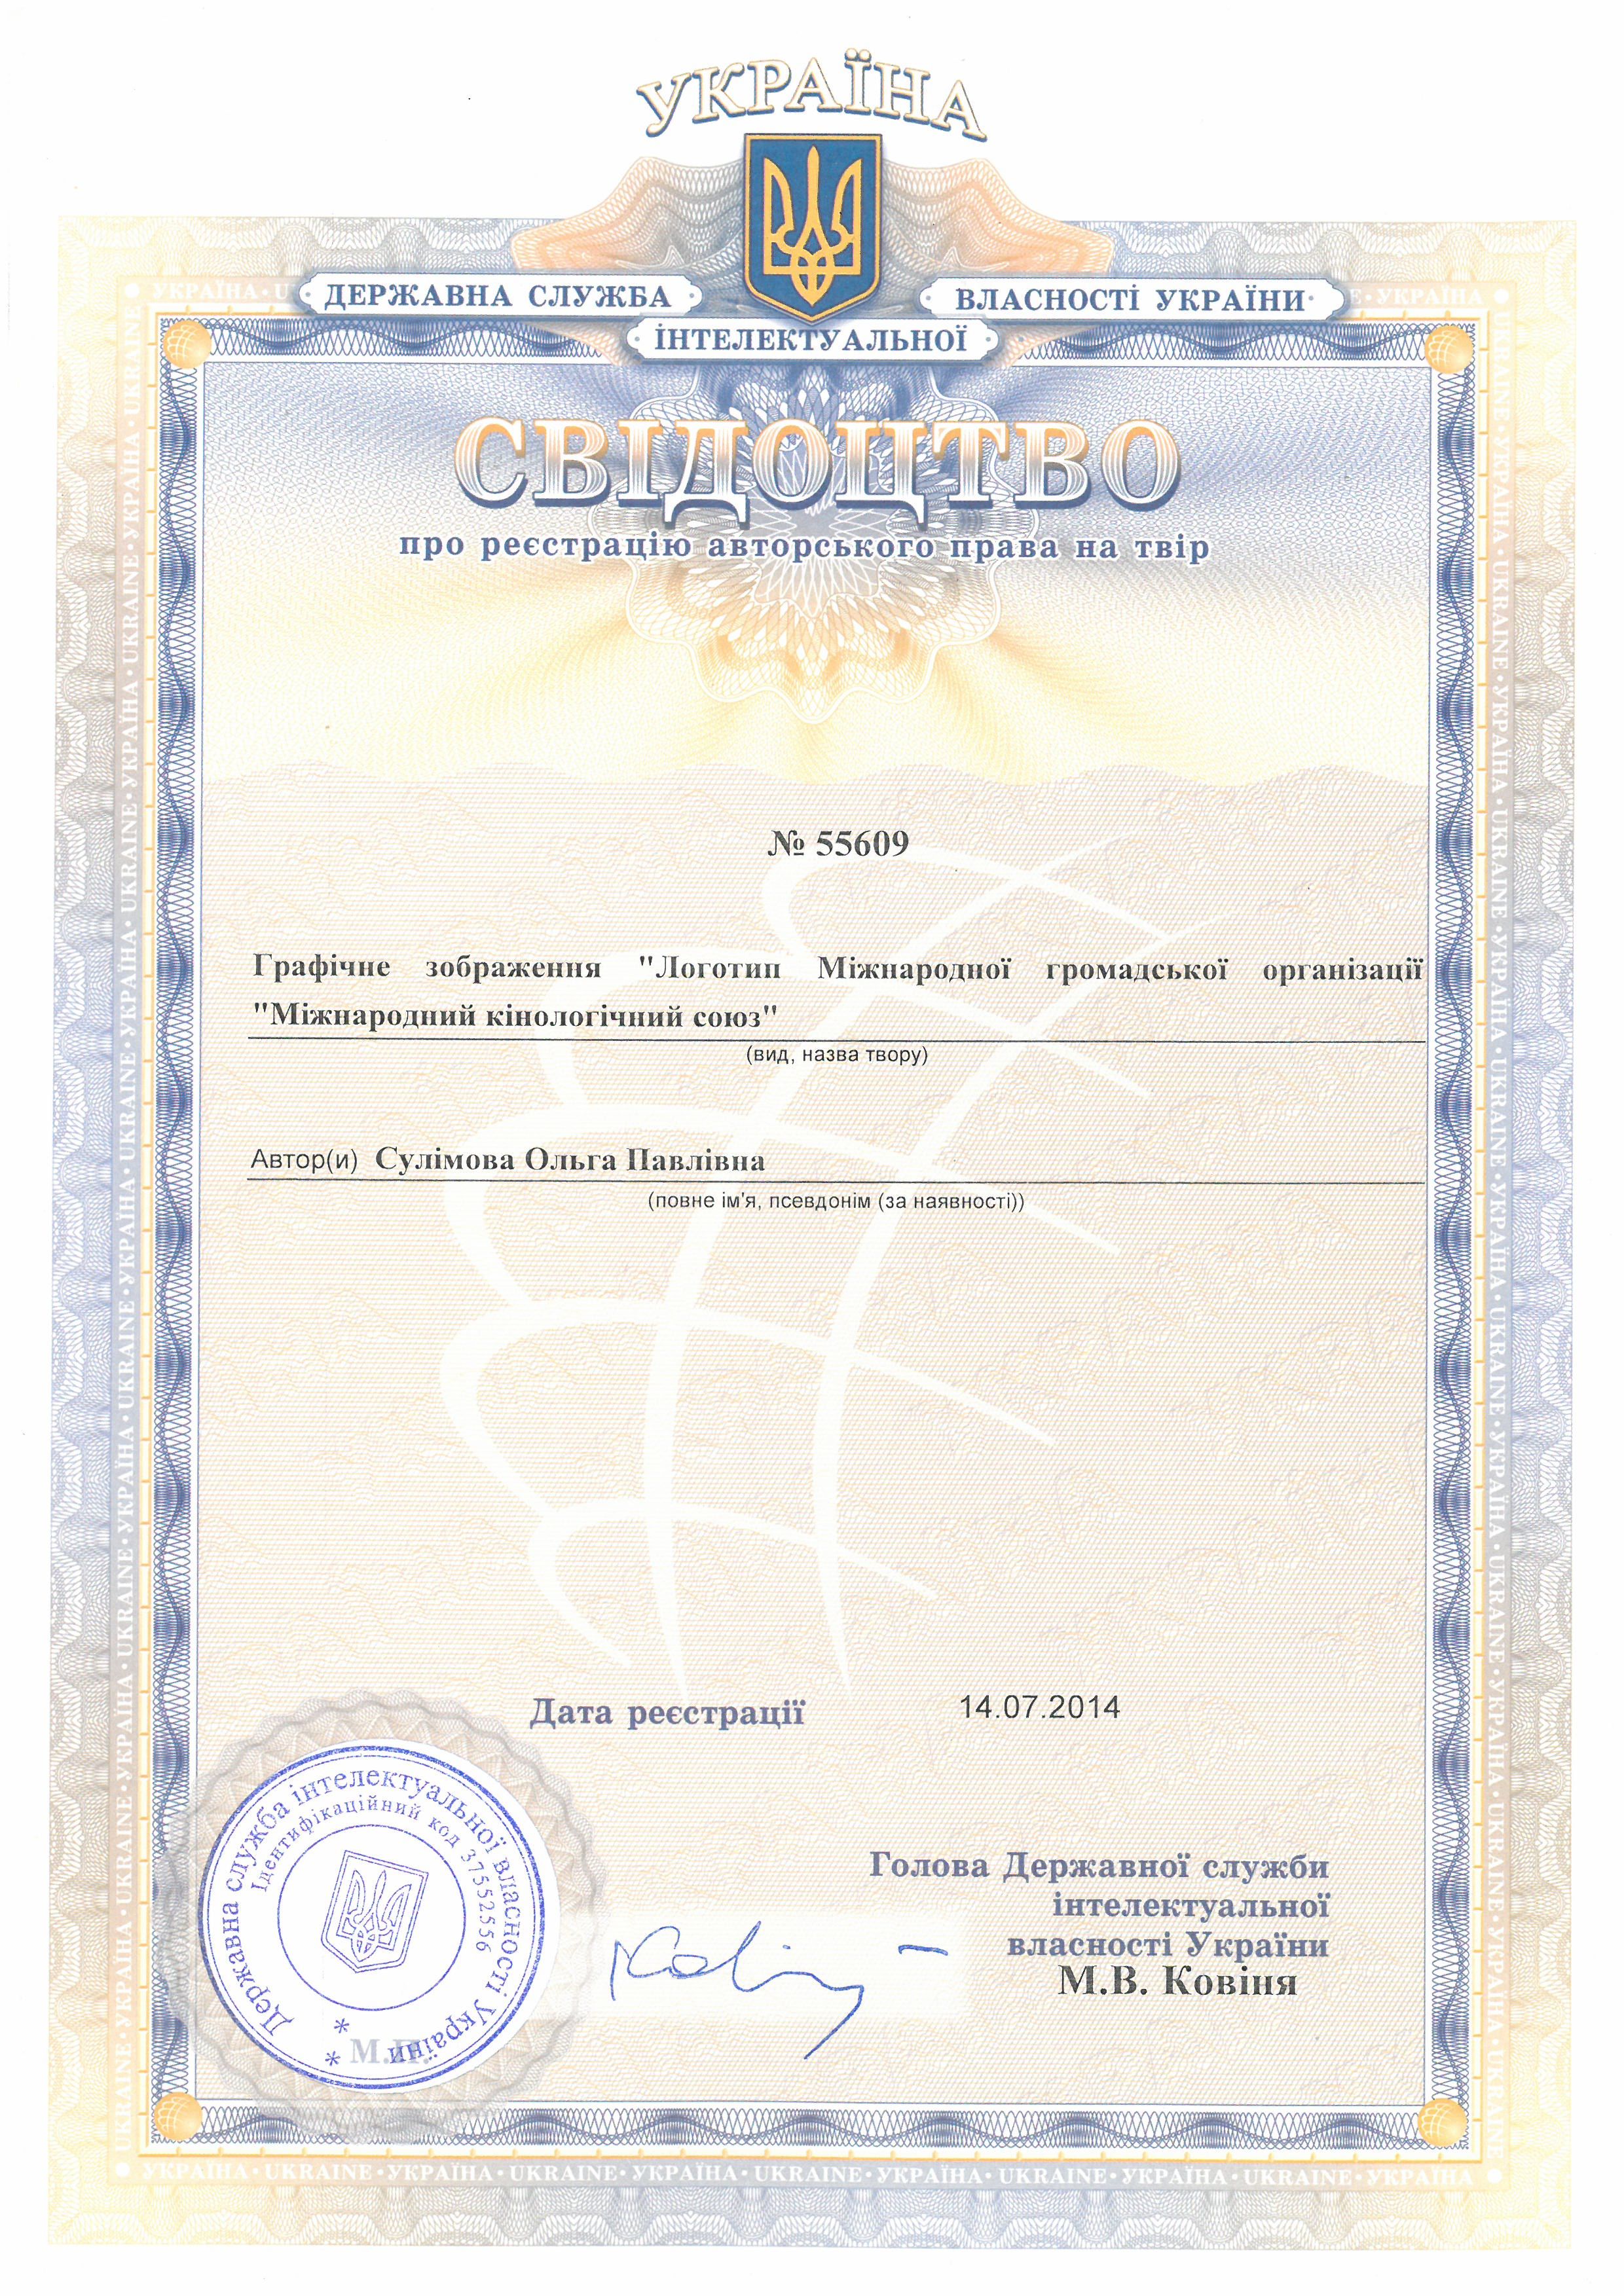 УКРАЇНА
ДЕРЖАВНА СЛУЖБА
ІНТЕЛЕКТУАЛЬНОЇ
ВЛАСНОСТІ УКРАЇНИ
СВІДОЦТВО
про реєстрацію авторського права на твір
№ 55609
Графічне зображення "Логотип Міжнародної громадської організації
"Міжнародний кінологічний союз"
(вид, назва твору)
Автор(и) Сулімова Ольга Павлівна
(повне ім'я, псевдонім (за наявності))
Дата реєстрації 14.07.2014
Голова Державної служби
інтелектуальної
власності України
М.В. Ковіня
Державна служба інтелектуальної власності України
Ідентифікаційний код 37552556
* *
М.П.
УКРАЇНА • UKRAINE • УКРАЇНА • UKRAINE • УКРАЇНА • UKRAINE • УКРАЇНА • UKRAINE • УКРАЇНА • UKRAINE • УКРАЇНА